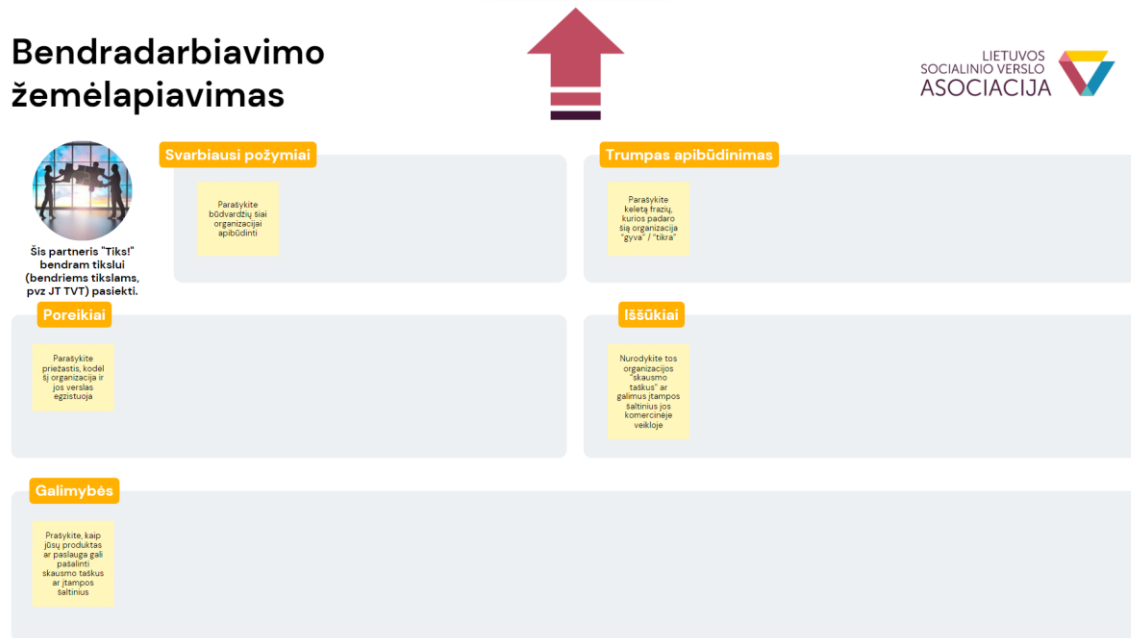 Bendradarbiavimo
žemėlapiavimas
LIETUVOS
SOCIALINIO VERSLO
ASOCIACIJA
Šis partneris "Tiks!"
bendram tikslui
(bendriems tikslams,
pvz JT TVT) pasiekti.
Svarbiausi požymiai
Parašykite
būdvardžių šiai
organizacijai
apibūdinti
Trumpas apibūdinimas
Parašykite
keletą frazių,
kurios padaro
šią organizacija
"gyva" / "tikra"
Poreikiai
Parašykite
priežastis, kodėl
šį organizacija ir
jos verslas
egzistuoja
Iššūkiai
Nurodykite tos
organizacijos
"skausmo
taškus" ar
galimus įtampos
šaltinius jos
komercinėje
veikloje
Galimybės
Prašykite, kaip
jūsų produktas
ar paslauga gali
pašalinti
skausmo taškus
ar įtampos
šaltinius